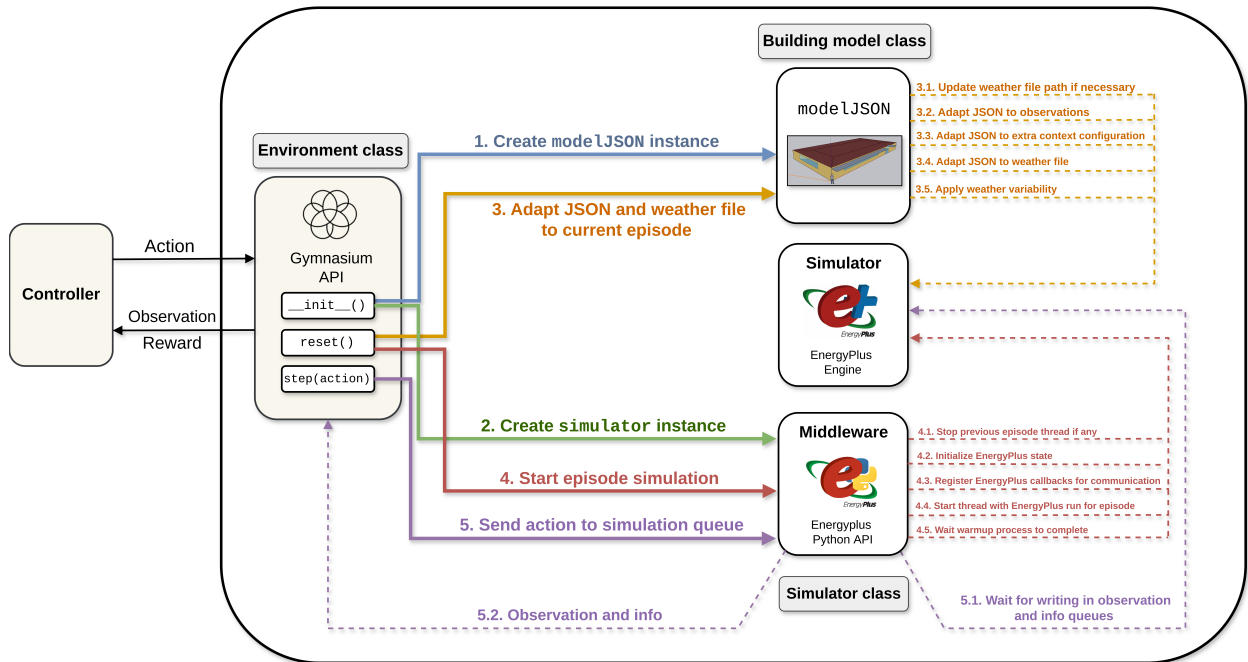 Building model class
modelJSON
3.1. Update weather file path if necessary
3.2. Adapt JSON to observations
3.3. Adapt JSON to extra context configuration
3.4. Adapt JSON to weather file
3.5. Apply weather variability
Environment class
1. Create modelJSON instance
3. Adapt JSON and weather file
to current episode
Gymnasium
API
__init__()
reset()
step(action)
Controller
Action
Observation
Reward
Simulator
e+
EnergyPlus
EnergyPlus
Engine
2. Create simulator instance
4. Start episode simulation
5. Send action to simulation queue
Middleware
e
EnergyPlus
Energyplus
Python API
4.1. Stop previous episode thread if any
4.2. Initialize EnergyPlus state
4.3. Register EnergyPlus callbacks for communication
4.4. Start thread with EnergyPlus run for episode
4.5. Wait warmup process to complete
Simulator class
5.2. Observation and info
5.1. Wait for writing in observation
and info queues